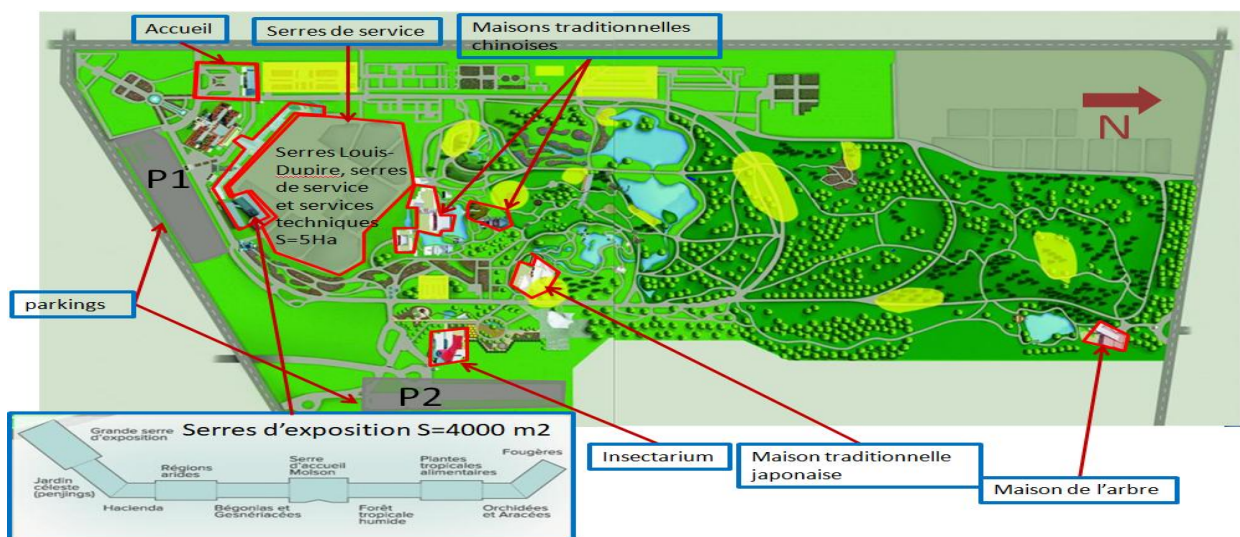 Accueil
Serres de service
Maisons traditionnelles
chinoises
N
P1
Serres Louis-
Dupire, serres
de service
et services
techniques
S=5Ha
parkings
P2
Serres d'exposition S=4000 m2
Grande serre
d'exposition
Régions
arides
Serre
d'accueil
Molson
Plantes
tropicales
alimentaires
Fougères
Jardin
céleste
(penjings)
Hacienda
Bégonias et
Gesnériacées
Forêt
tropicale
humide
Orchidées
et Aracées
Insectarium
Maison traditionnelle
japonaise
Maison de l'arbre